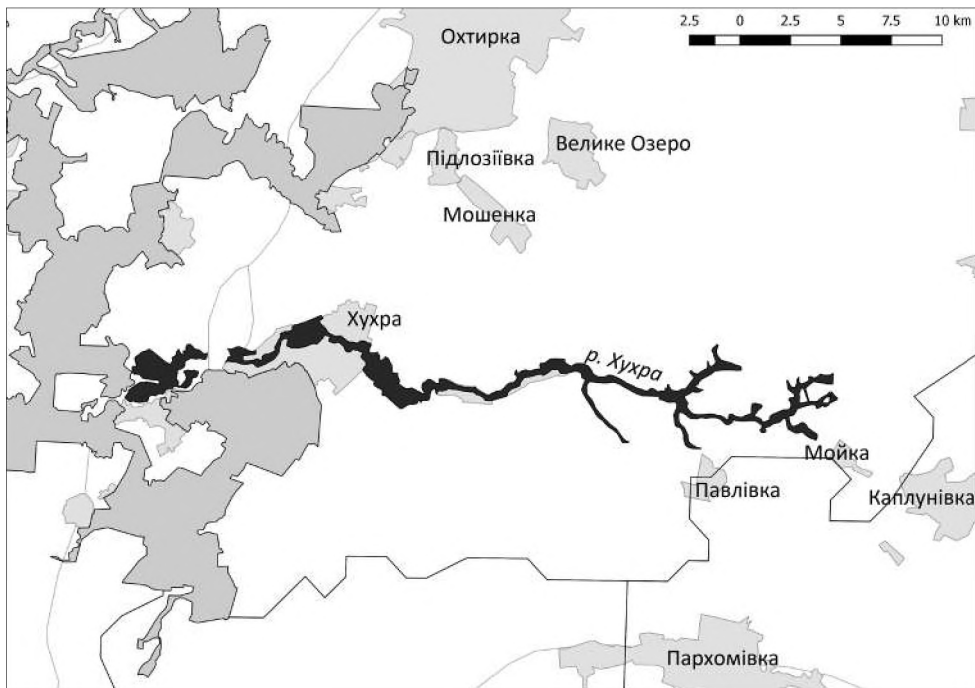 2.5 0 2.5 5 7.5 10 km
Охтирка
Велике Озеро
Підлозіївка
Мошенка
Хухра
р. Хухра
Мойка
Павлівка
Каплунівка
Пархомівка